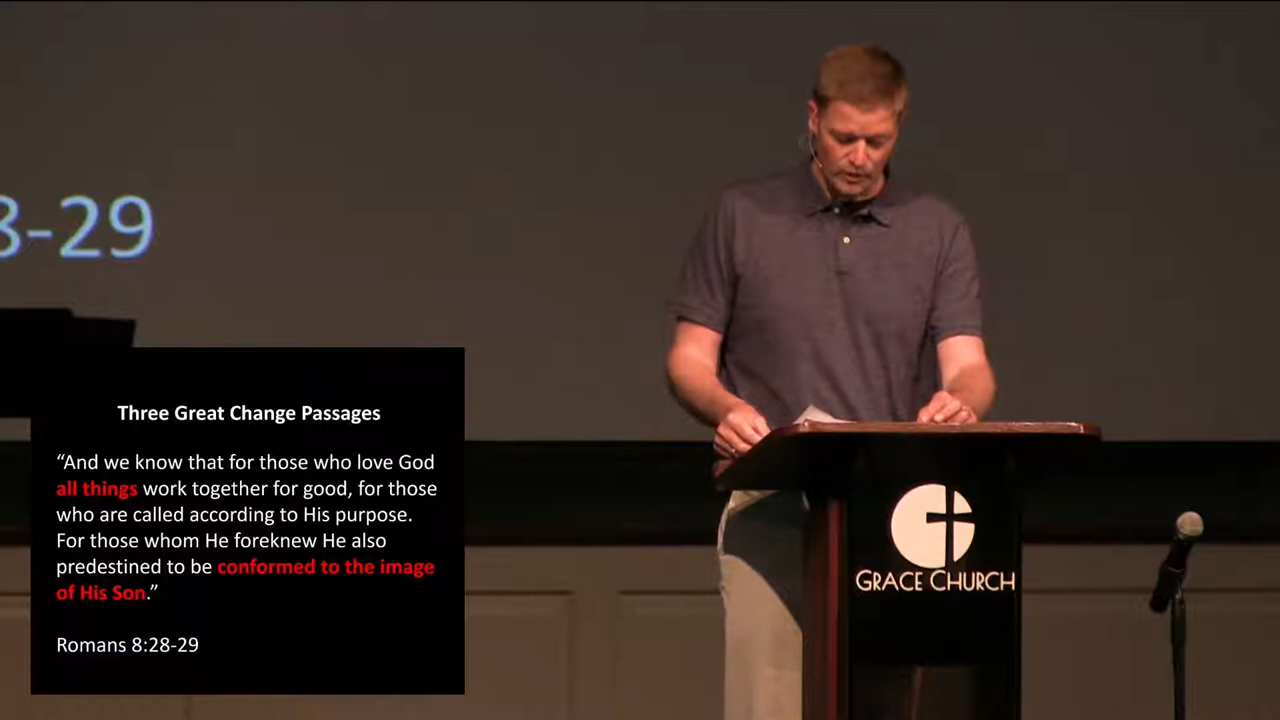 8-29
Three Great Change Passages
“And we know that for those who love God
all things work together for good, for those
who are called according to His purpose.
For those whom He foreknew He also
predestined to be conformed to the image
of His Son.”
Romans 8:28-29
GRACE CHURCH